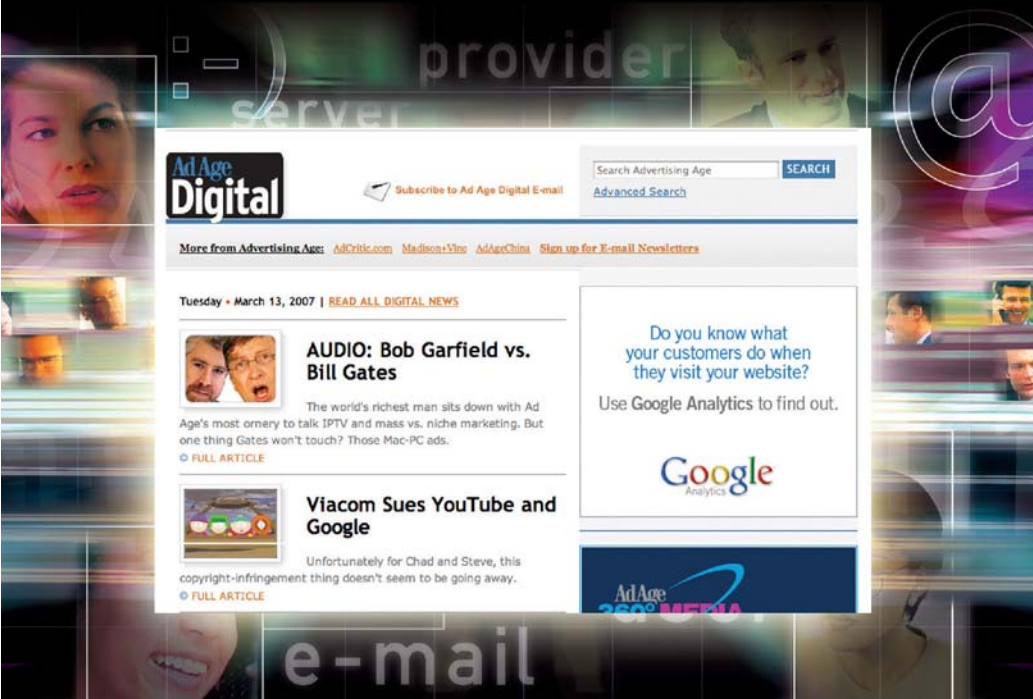 provider
server
@
Ad Age
Digital
Subscribe to Ad Age Digital E-mail
Search Advertising Age
SEARCH
Advanced Search
More from Advertising Age: AdCritic.com Madison+Vine AdAgeChina Sign up for E-mail Newsletters
Tuesday • March 13, 2007 | READ ALL DIGITAL NEWS
AUDIO: Bob Garfield vs.
Bill Gates
The world's richest man sits down with Ad
Age's most ornery to talk IPTV and mass vs. niche marketing. But
one thing Gates won't touch? Those Mac-PC ads.
FULL ARTICLE
Viacom Sues YouTube and
Google
Unfortunately for Chad and Steve, this
copyright-infringement thing doesn't seem to be going away.
FULL ARTICLE
Do you know what
your customers do when
they visit your website?
Use Google Analytics to find out.
Google
Analytics
AdAge
360° MEDIA
e-mail